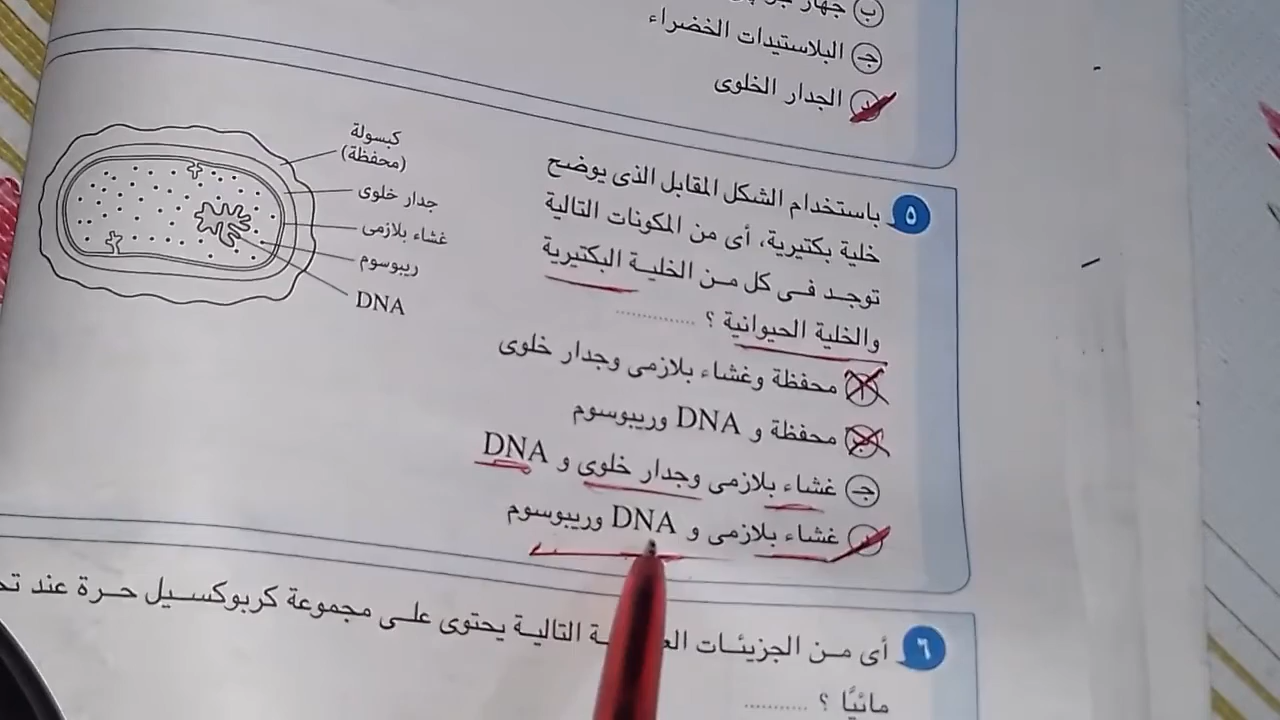 ب جهاز
ج البلاستيدات الخضراء
د الجدار الخلوى
٥ باستخدام الشكل المقابل الذى يوضح
خلية بكتيرية، أى من المكونات التالية
توجد فى كل من الخلية البكتيرية
والخلية الحيوانية ؟ ..............
أ محفظة وغشاء بلازمى وجدار خلوى
ب محفظة و DNA وريبوسوم
ج غشاء بلازمى وجدار خلوى و DNA
د غشاء بلازمى و DNA وريبوسوم
كبسولة
(محفظة)
جدار خلوى
غشاء بلازمى
ريبوسوم
DNA
٦ أى من الجزيئات التالية يحتوى على مجموعة كربوكسيل حرة عند
مائيًا ؟ ...........